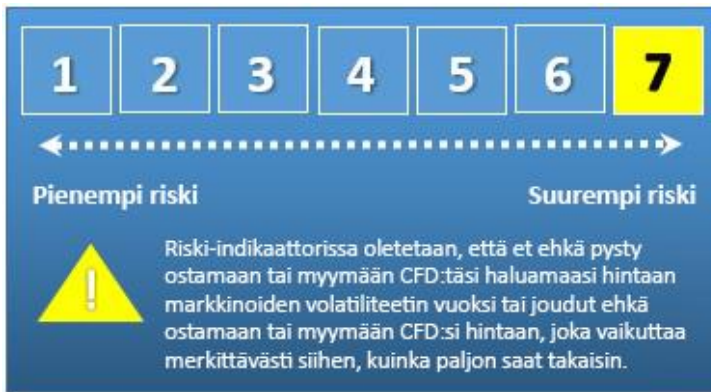 1 2 3 4 5 6 7
Pienempi riski Suurempi riski
!
Riski-indikaattorissa oletetaan, että et ehkä pysty
ostamaan tai myymään CFD:täsi haluamaasi hintaan
markkinoiden volatiliteetin vuoksi tai joudut ehkä
ostamaan tai myymään CFD:si hintaan, joka vaikuttaa
merkittävästi siihen, kuinka paljon saat takaisin.